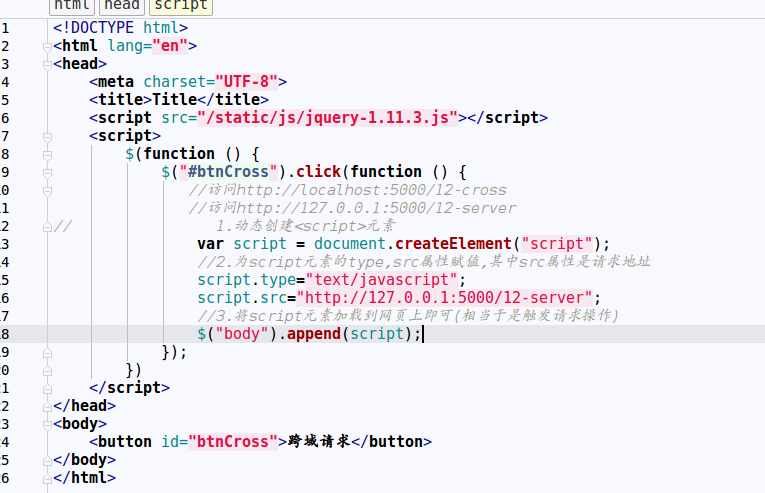 html head script
1 <!DOCTYPE html>
2 <html lang="en">
3 <head>
4 <meta charset="UTF-8">
5 <title>Title</title>
6 <script src="/static/js/jquery-1.11.3.js"></script>
7 <script>
8 $(function () {
9 $("#btnCross").click(function () {
0 //访问http://localhost:5000/12-cross
1 //访问http://127.0.0.1:5000/12-server
2 // 1.动态创建<script>元素
3 var script = document.createElement("script");
4 //2.为script元素的type,src属性赋值,其中src属性是请求地址
5 script.type="text/javascript";
6 script.src="http://127.0.0.1:5000/12-server";
7 //3.将script元素加载到网页上即可(相当于是触发请求操作)
8 $("body").append(script);
9 });
20 })
21 </script>
22 </head>
23 <body>
24 <button id="btnCross">跨域请求</button>
25 </body>
26 </html>